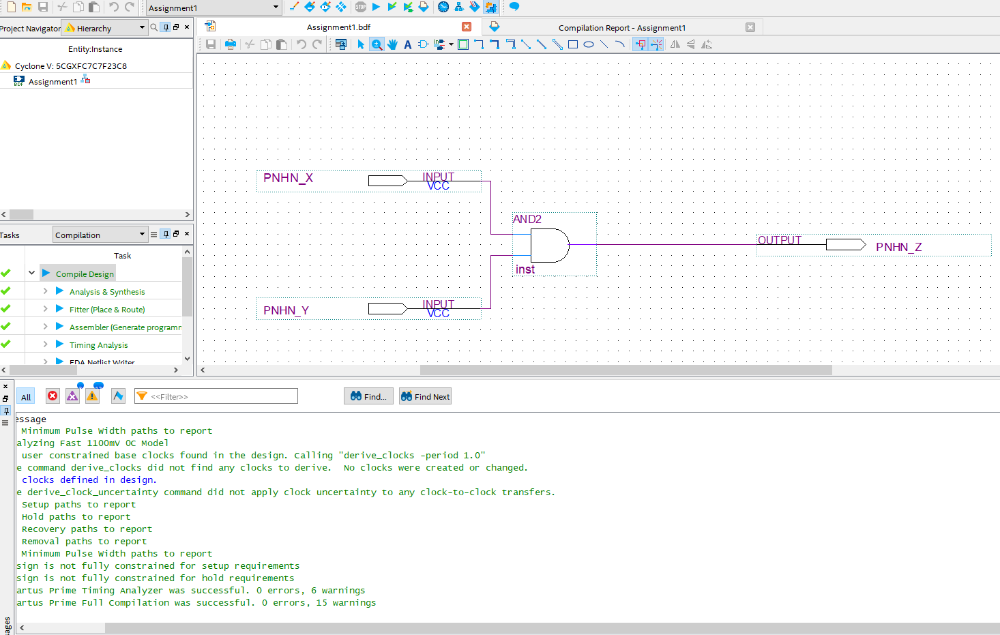 Assignment1
Project Navigator
Hierarchy
Entity:Instance
Cyclone V: 5CGXFC7C7F23C8
BDF
Assignment1
Tasks
Compilation
Task
Compile Design
Analysis & Synthesis
Fitter (Place & Route)
Assembler (Generate programm
Timing Analysis
EDA Netlist Writer
STOP
Assignment1.bdf
Compilation Report - Assignment1
A
PNHN_X
INPUT
VCC
AND2
inst
OUTPUT
PNHN_Z
PNHN_Y
INPUT
VCC
All
<<Filter>>
Find...
Find Next
essage
Minimum Pulse Width paths to report
alyzing Fast 1100mV 0C Model
user constrained base clocks found in the design. Calling "derive_clocks -period 1.0"
e command derive_clocks did not find any clocks to derive.  No clocks were created or changed.
clocks defined in design.
e derive_clock_uncertainty command did not apply clock uncertainty to any clock-to-clock transfers.
Setup paths to report
Hold paths to report
Recovery paths to report
Removal paths to report
Minimum Pulse Width paths to report
sign is not fully constrained for setup requirements
sign is not fully constrained for hold requirements
artus Prime Timing Analyzer was successful. 0 errors, 6 warnings
artus Prime Full Compilation was successful. 0 errors, 15 warnings
ages